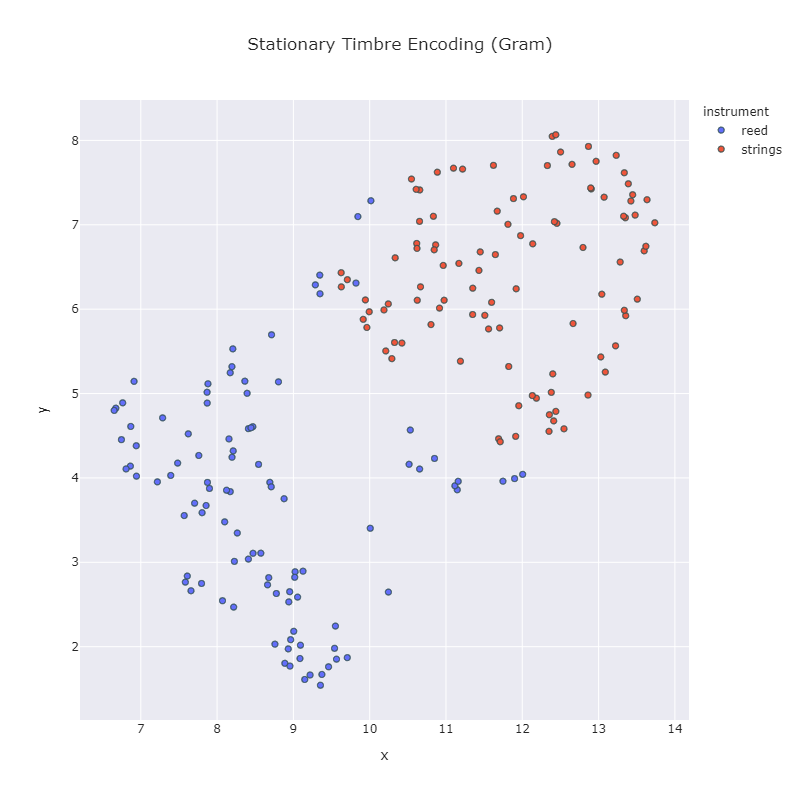 Stationary Timbre Encoding (Gram)
instrument
reed
strings
8
7
6
5
4
3
2
y
7 8 9 10 11 12 13 14
x